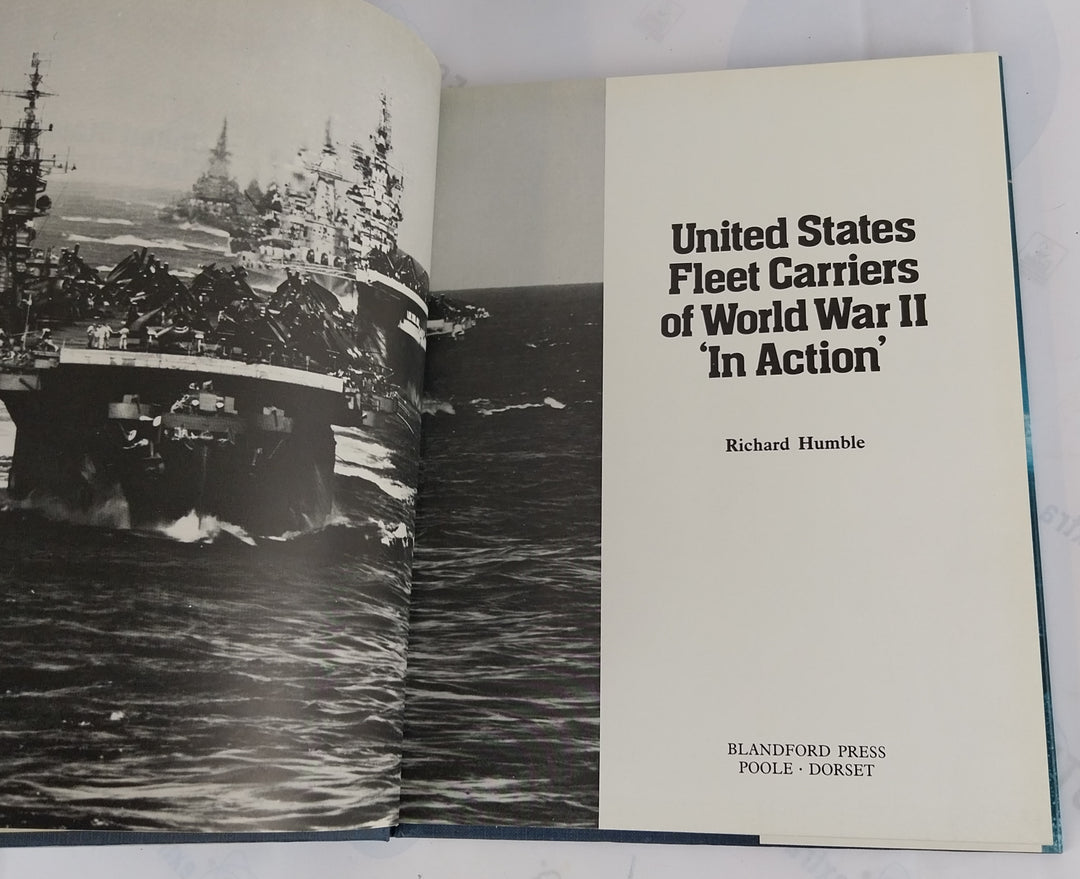 United States
Fleet Carriers
of World War II
‘In Action’
Richard Humble
BLANDFORD PRESS
POOLE · DORSET